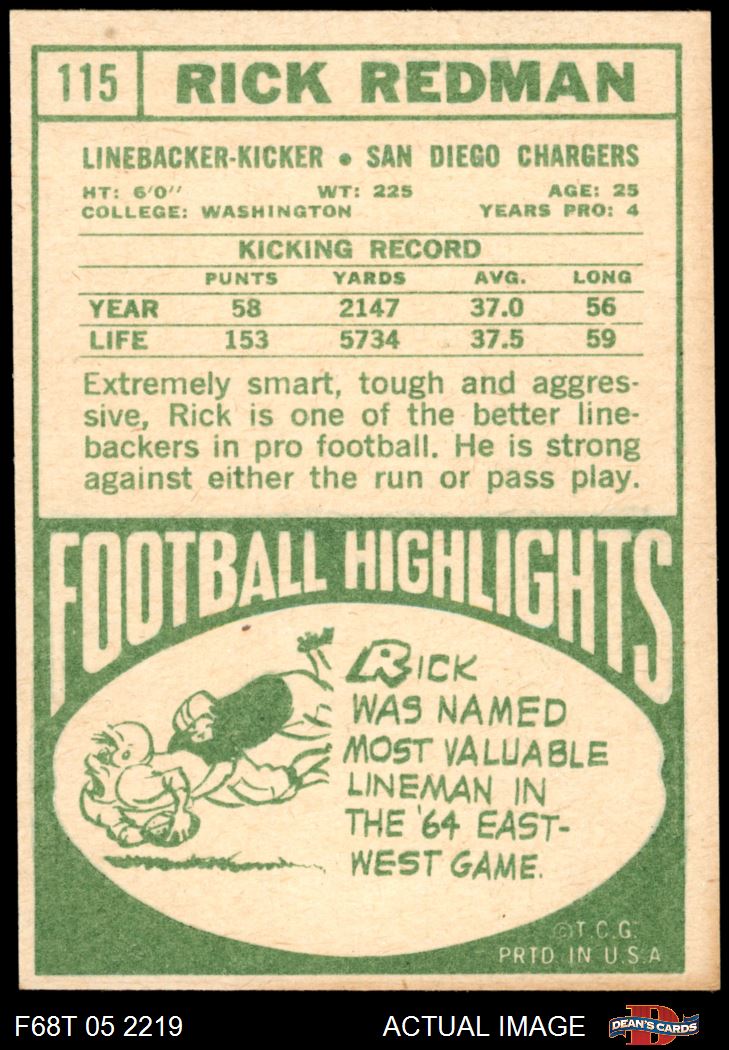 115 RICK REDMAN
LINEBACKER-KICKER • SAN DIEGO CHARGERS
HT: 6'0'' WT: 225 AGE: 25
COLLEGE: WASHINGTON YEARS PRO: 4
KICKING RECORD
PUNTS YARDS AVG. LONG
YEAR 58 2147 37.0 56
LIFE 153 5734 37.5 59
Extremely smart, tough and aggres-
sive, Rick is one of the better line-
backers in pro football. He is strong
against either the run or pass play.
FOOTBALL HIGHLIGHTS
RICK
WAS NAMED
MOST VALUABLE
LINEMAN IN
THE '64 EAST-
WEST GAME.
©T.C.G.
PRTD. IN U.S.A
F68T 05 2219 ACTUAL IMAGE D DEAN'S CARDS